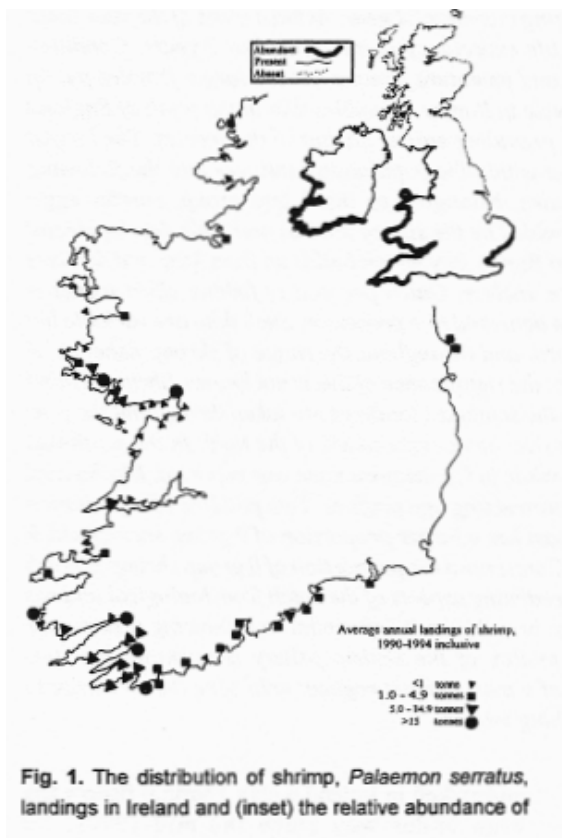 Abundant
Present
Absent
Average annual landings of shrimp,
1990-1994 inclusive
<1 tonne
1.0 - 4.9 tonnes
5.0 - 14.9 tonnes
>15 tonnes
Fig. 1. The distribution of shrimp, Palaemon serratus,
landings in Ireland and (inset) the relative abundance of